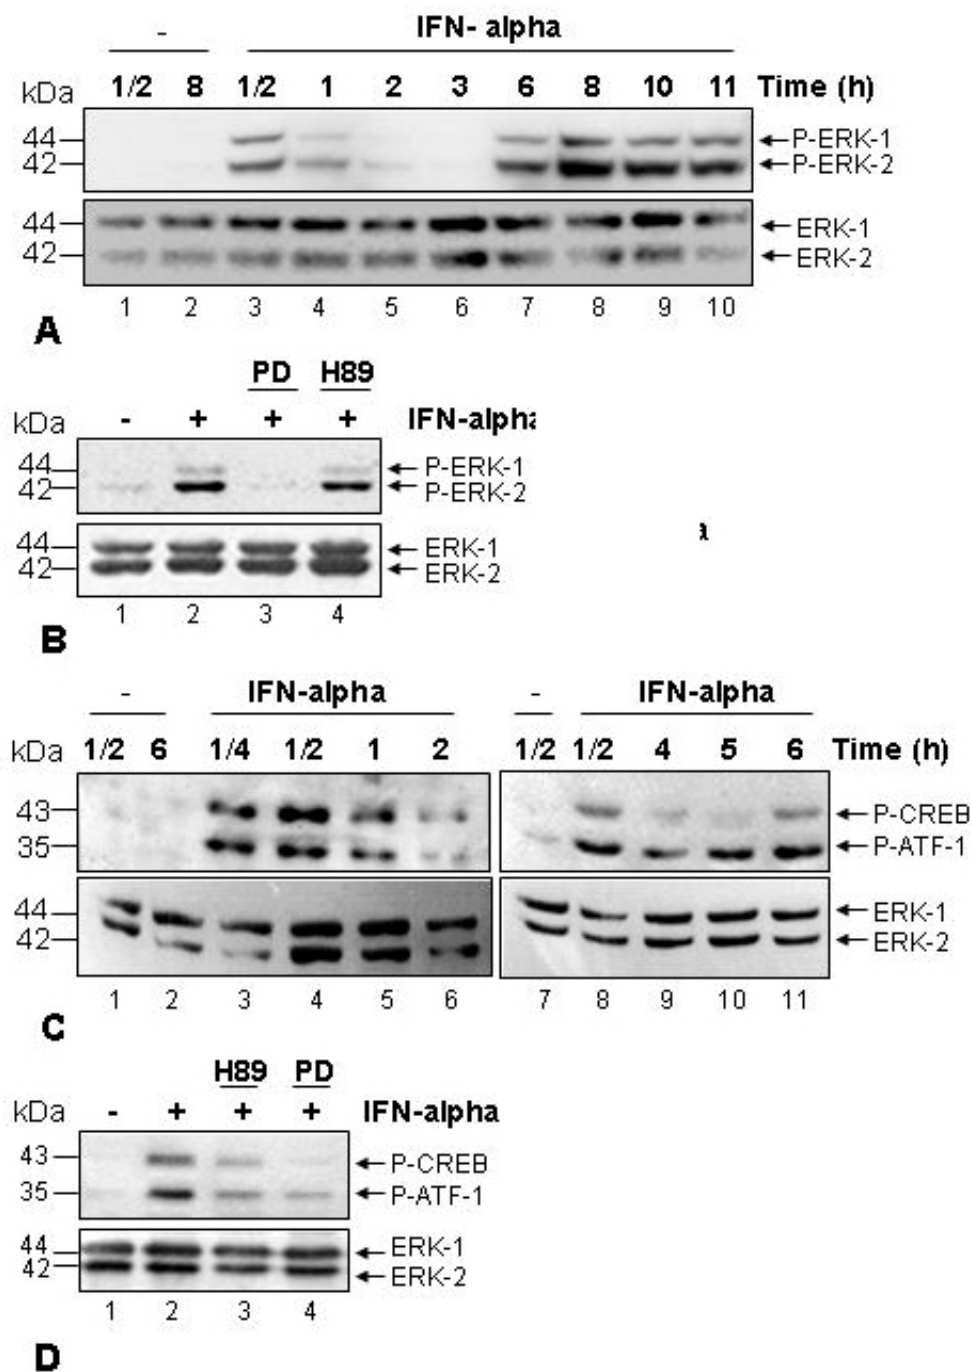 - IFN- alpha
kDa 1/2 8 1/2 1 2 3 6 8 10 11 Time (h)
44 P-ERK-1
42 P-ERK-2
44 ERK-1
42 ERK-2
1 2 3 4 5 6 7 8 9 10
A
PD H89
kDa - + + + IFN-alpha
44 P-ERK-1
42 P-ERK-2
a
44 ERK-1
42 ERK-2
1 2 3 4
B
- IFN-alpha - IFN-alpha
kDa 1/2 6 1/4 1/2 1 2 1/2 1/2 4 5 6 Time (h)
43 P-CREB
35 P-ATF-1
44 ERK-1
42 ERK-2
1 2 3 4 5 6 7 8 9 10 11
C
H89 PD
kDa - + + + IFN-alpha
43 P-CREB
35 P-ATF-1
44 ERK-1
42 ERK-2
1 2 3 4
D